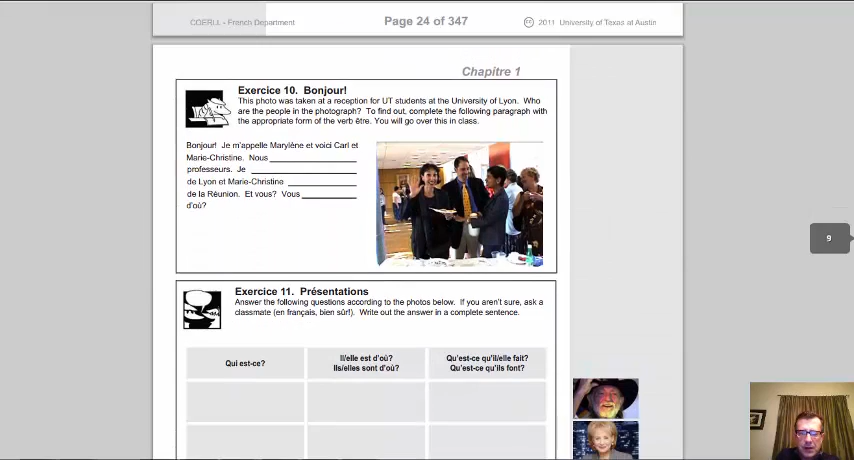 COERLL - French Department Page 24 of 347 2011 University of Texas at Austin
Chapitre 1
Exercice 10. Bonjour!
This photo was taken at a reception for UT students at the University of Lyon. Who
are the people in the photograph? To find out, complete the following paragraph with
the appropriate form of the verb être. You will go over this in class.
Bonjour! Je m'appelle Marylène et voici Carl et
Marie-Christine. Nous
professeurs. Je
de Lyon et Marie-Christine
de la Réunion. Et vous? Vous
d'où?
Exercice 11. Présentations
Answer the following questions according to the photos below. If you aren't sure, ask a
classmate (en français, bien sûr!). Write out the answer in a complete sentence.
Qui est-ce?
Il/elle est d'où?
Ils/elles sont d'où?
Qu'est-ce qu'il/elle fait?
Qu'est-ce qu'ils font?
9